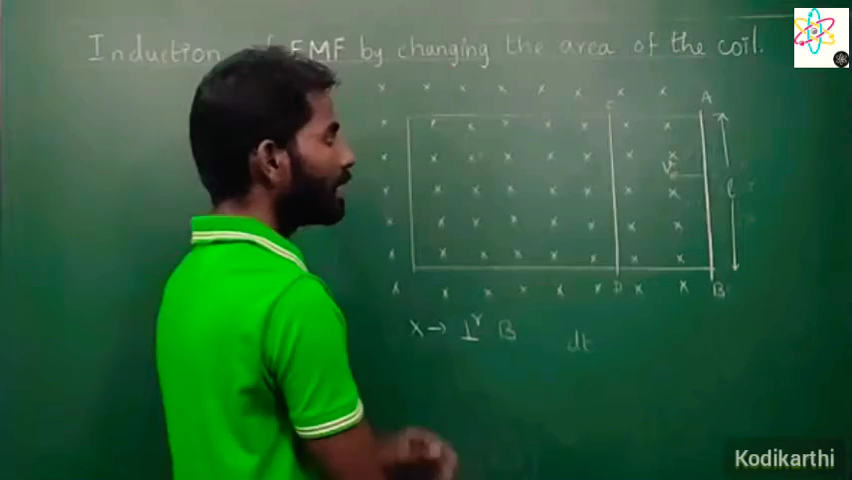 Induction of EMF by changing the area of the coil.
x x x x x x x x
C A
x x x x x x x x
x x x x x x x x
V
l
x x x x x x x x
x x x x x x x
x x x x x x x
x x x x x x x x
D B
x → ⊥r B
dt
Kodikarthi